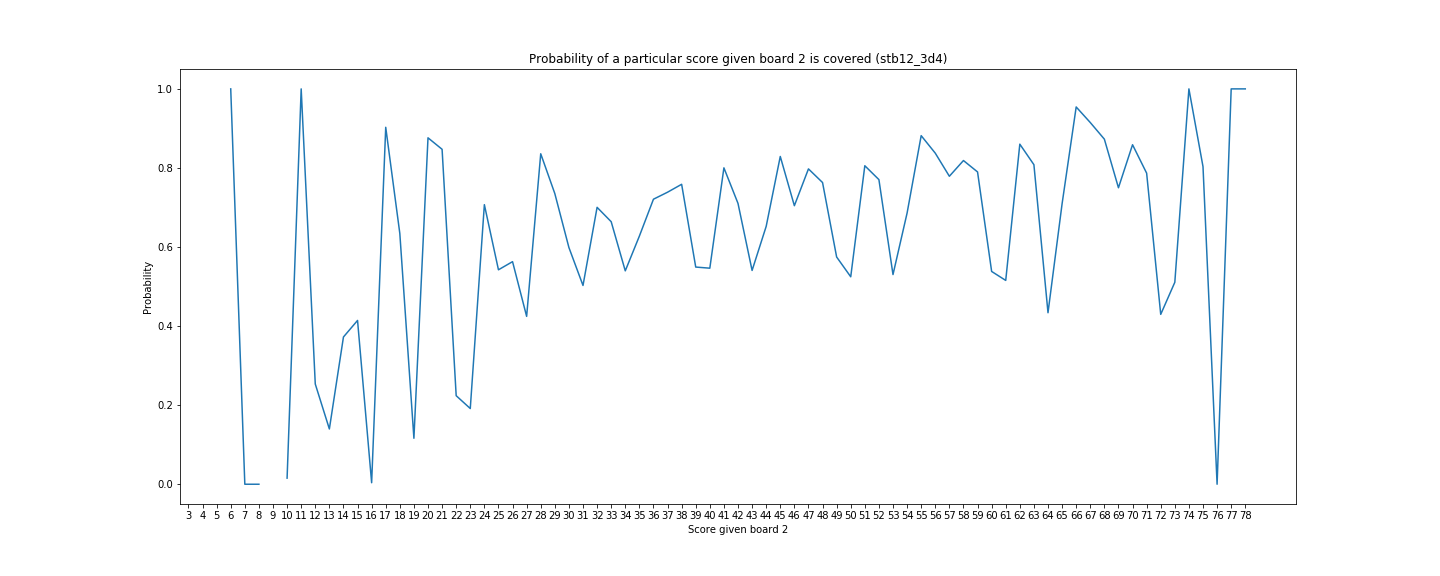 Probability of a particular score given board 2 is covered (stb12_3d4)
1.0
0.8
0.6
0.4
0.2
0.0
Probability
3 4 5 6 7 8 9 10 11 12 13 14 15 16 17 18 19 20 21 22 23 24 25 26 27 28 29 30 31 32 33 34 35 36 37 38 39 40 41 42 43 44 45 46 47 48 49 50 51 52 53 54 55 56 57 58 59 60 61 62 63 64 65 66 67 68 69 70 71 72 73 74 75 76 77 78
Score given board 2